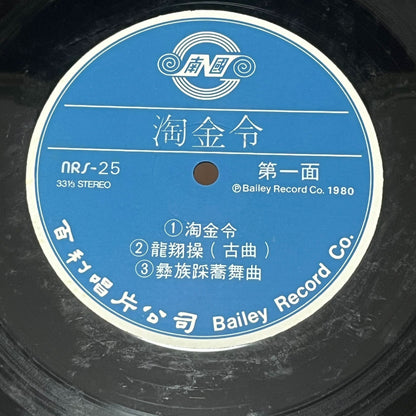 南國
淘金令
NRS-25
33⅓ STEREO
第一面
Ⓟ Bailey Record Co. 1980
①淘金令
②龍翔操(古曲)
③彝族踩蕎舞曲
百利唱片公司 Bailey Record Co.